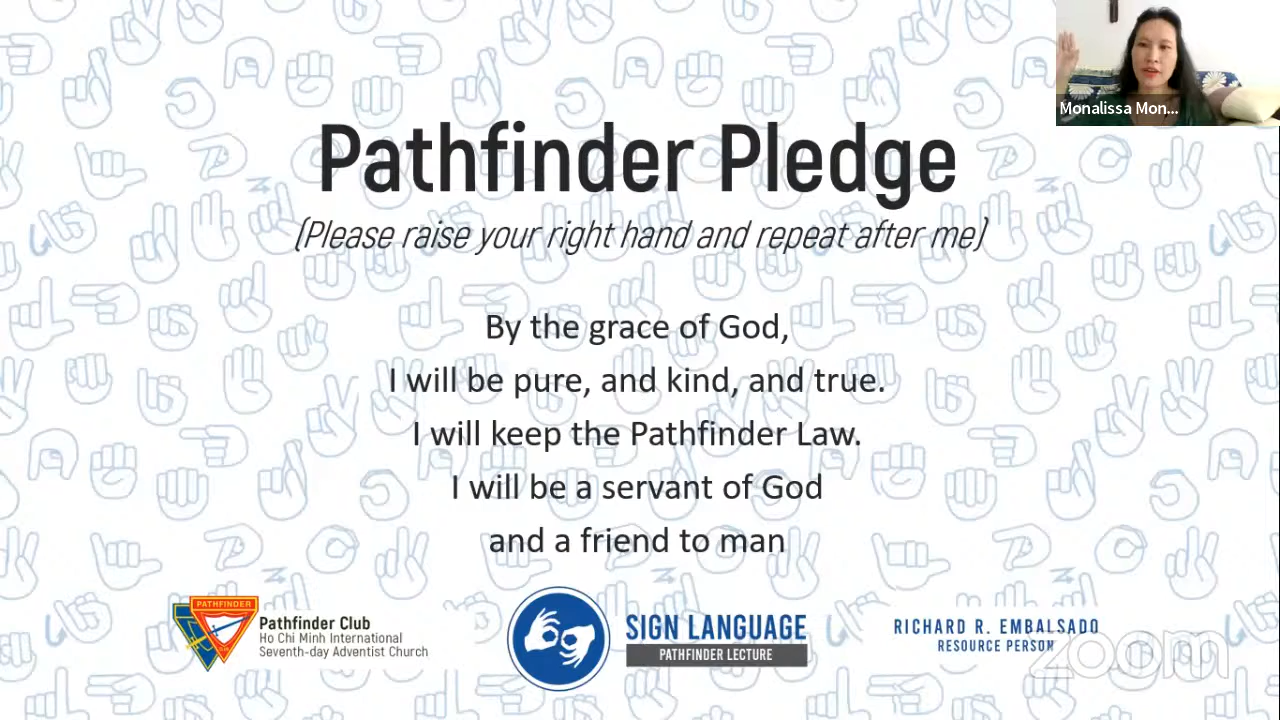 Monalissa Mon...
Pathfinder Pledge
(Please raise your right hand and repeat after me)
By the grace of God,
I will be pure, and kind, and true.
I will keep the Pathfinder Law.
I will be a servant of God
and a friend to man
PATHFINDER
Pathfinder Club
Ho Chi Minh International
Seventh-day Adventist Church
SIGN LANGUAGE
PATHFINDER LECTURE
RICHARD R. EMBALSADO
RESOURCE PERSON
zoom